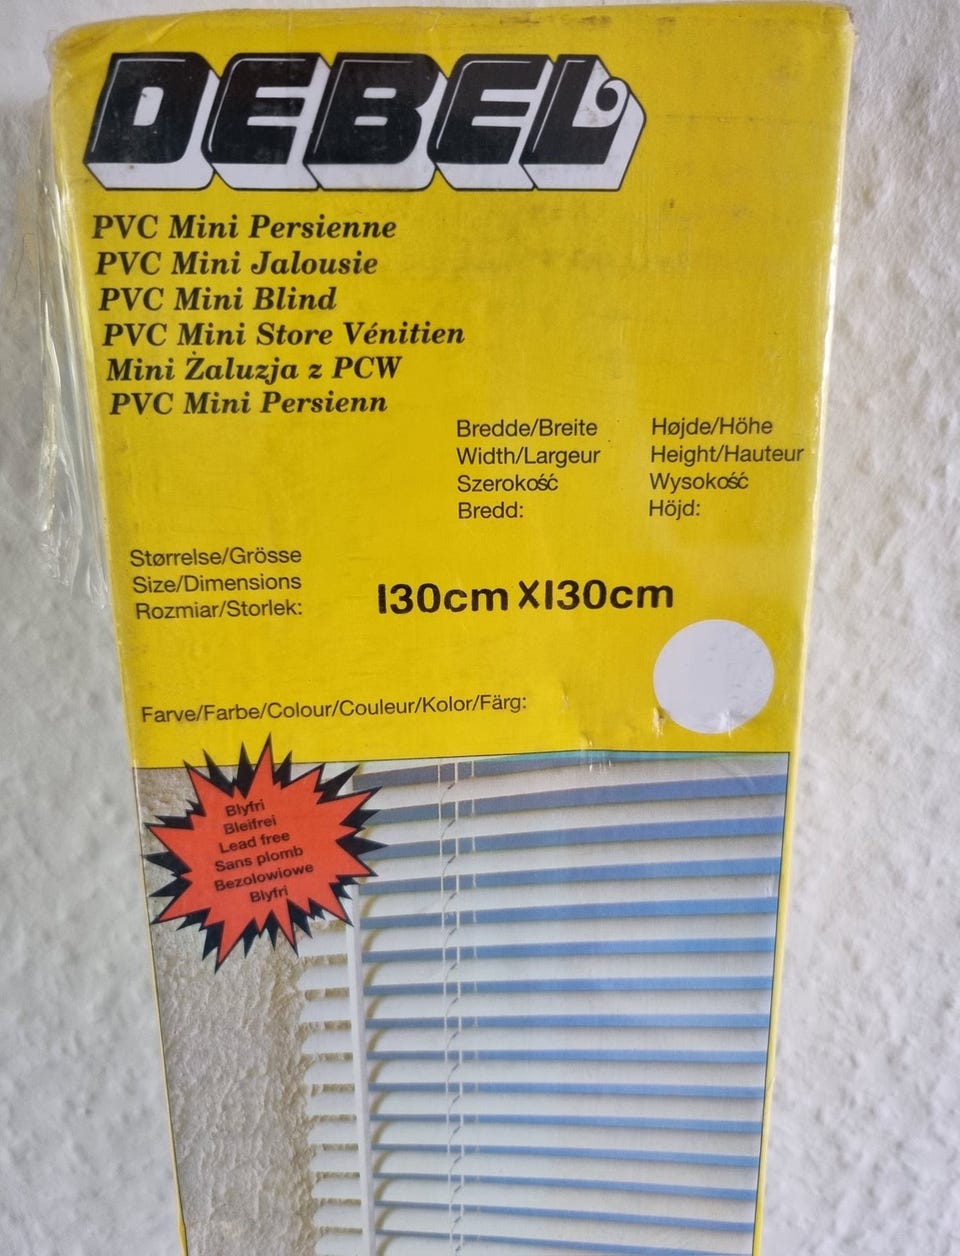 DEBEL
PVC Mini Persienne
PVC Mini Jalousie
PVC Mini Blind
PVC Mini Store Vénitien
Mini Żaluzja z PCW
PVC Mini Persienn
Bredde/Breite
Width/Largeur
Szerokość
Bredd:
Højde/Höhe
Height/Hauteur
Wysokość
Höjd:
Størrelse/Grösse
Size/Dimensions
Rozmiar/Storlek:
130cm X130cm
Farve/Farbe/Colour/Couleur/Kolor/Färg:
Blyfri
Bleifrei
Lead free
Sans plomb
Bezolowiowe
Blyfri